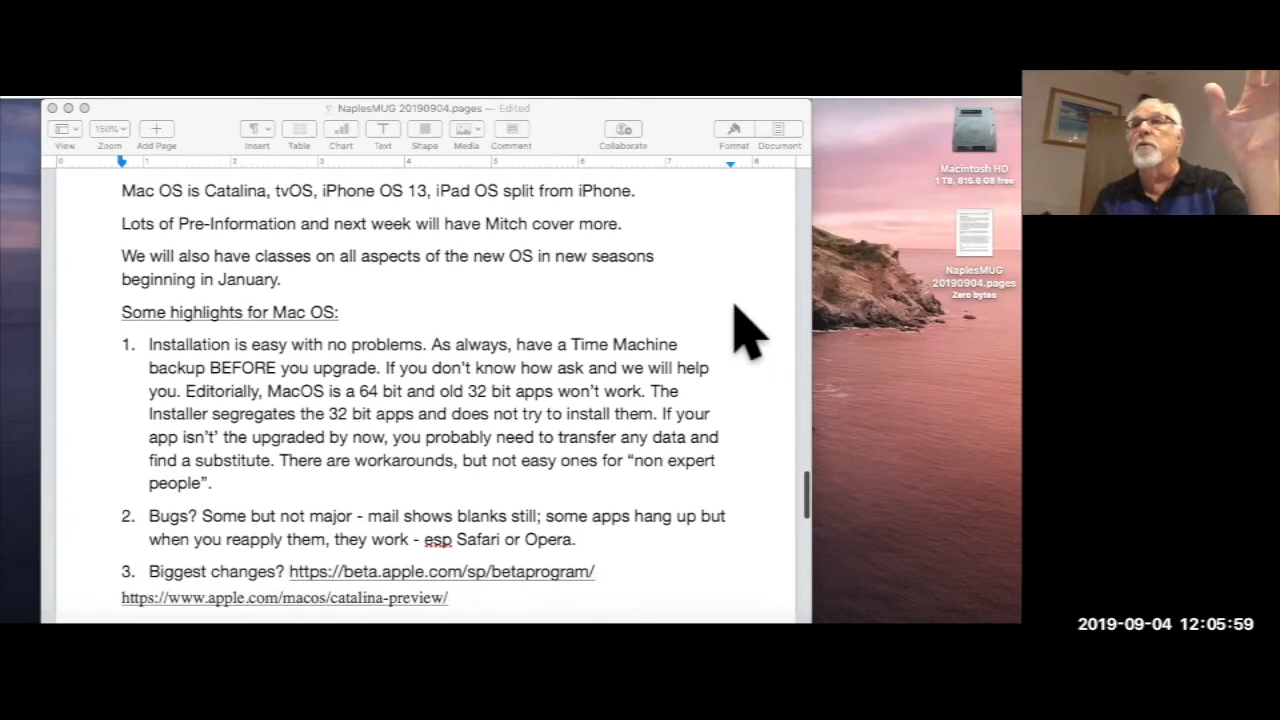 NaplesMUG 20190904.pages — Edited
150%
View
Zoom
Add Page
Insert
Table
Chart
Text
Shape
Media
Comment
Collaborate
Format
Document
0 1 2 3 4 5 6 7 8
Mac OS is Catalina, tvOS, iPhone OS 13, iPad OS split from iPhone.
Lots of Pre-Information and next week will have Mitch cover more.
We will also have classes on all aspects of the new OS in new seasons
beginning in January.
Some highlights for Mac OS:
1. Installation is easy with no problems. As always, have a Time Machine
backup BEFORE you upgrade. If you don’t know how ask and we will help
you. Editorially, MacOS is a 64 bit and old 32 bit apps won’t work. The
Installer segregates the 32 bit apps and does not try to install them. If your
app isn’t’ the upgraded by now, you probably need to transfer any data and
find a substitute. There are workarounds, but not easy ones for “non expert
people”.
2. Bugs? Some but not major - mail shows blanks still; some apps hang up but
when you reapply them, they work - esp Safari or Opera.
3. Biggest changes? https://beta.apple.com/sp/betaprogram/
https://www.apple.com/macos/catalina-preview/
Macintosh HD
1 TB, 815.6 GB free
NaplesMUG
20190904.pages
Zero bytes
2019-09-04 12:05:59